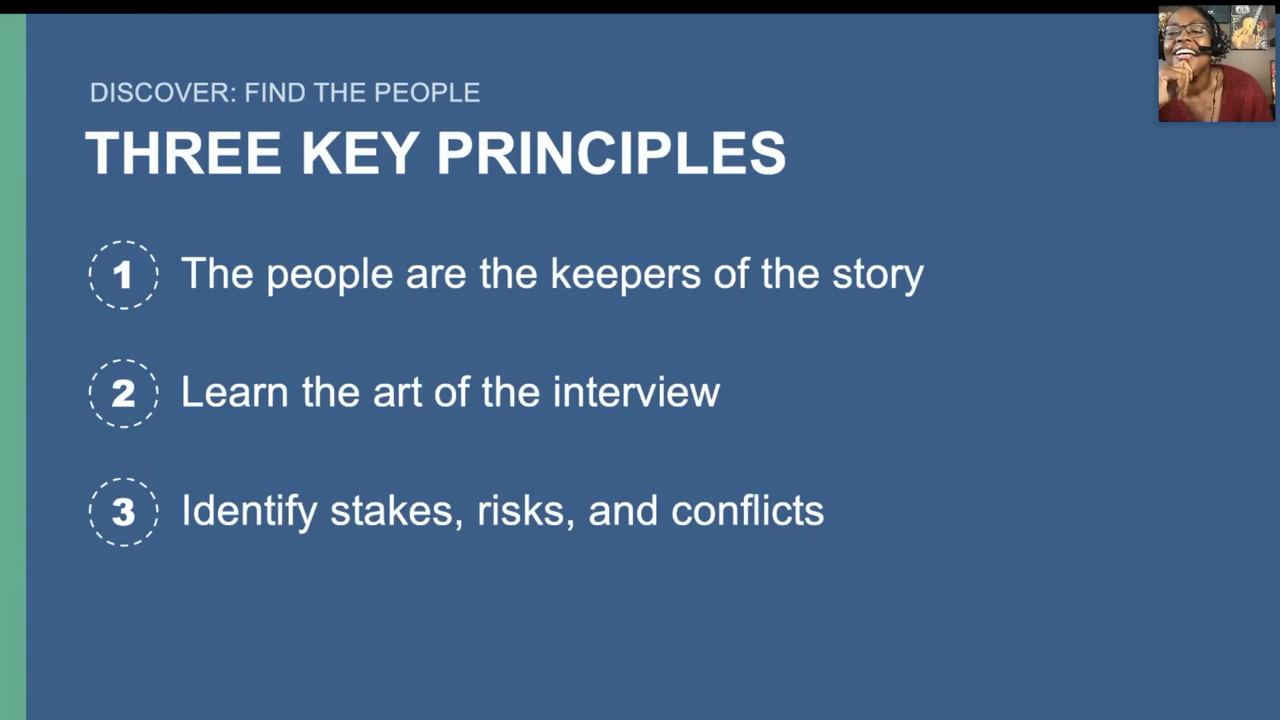 DISCOVER: FIND THE PEOPLE
THREE KEY PRINCIPLES
1 The people are the keepers of the story
2 Learn the art of the interview
3 Identify stakes, risks, and conflicts